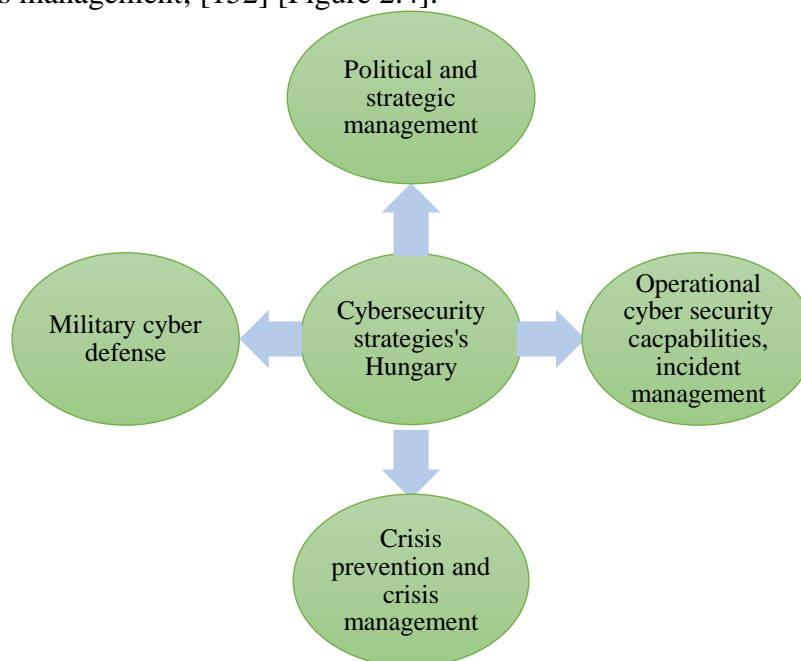 s management, [132] [Figure 2.4].
Political and
strategic
management
Military cyber
defense
Cybersecurity
strategies's
Hungary
Operational
cyber security
cacpabilities,
incident
management
Crisis
prevention and
crisis
management